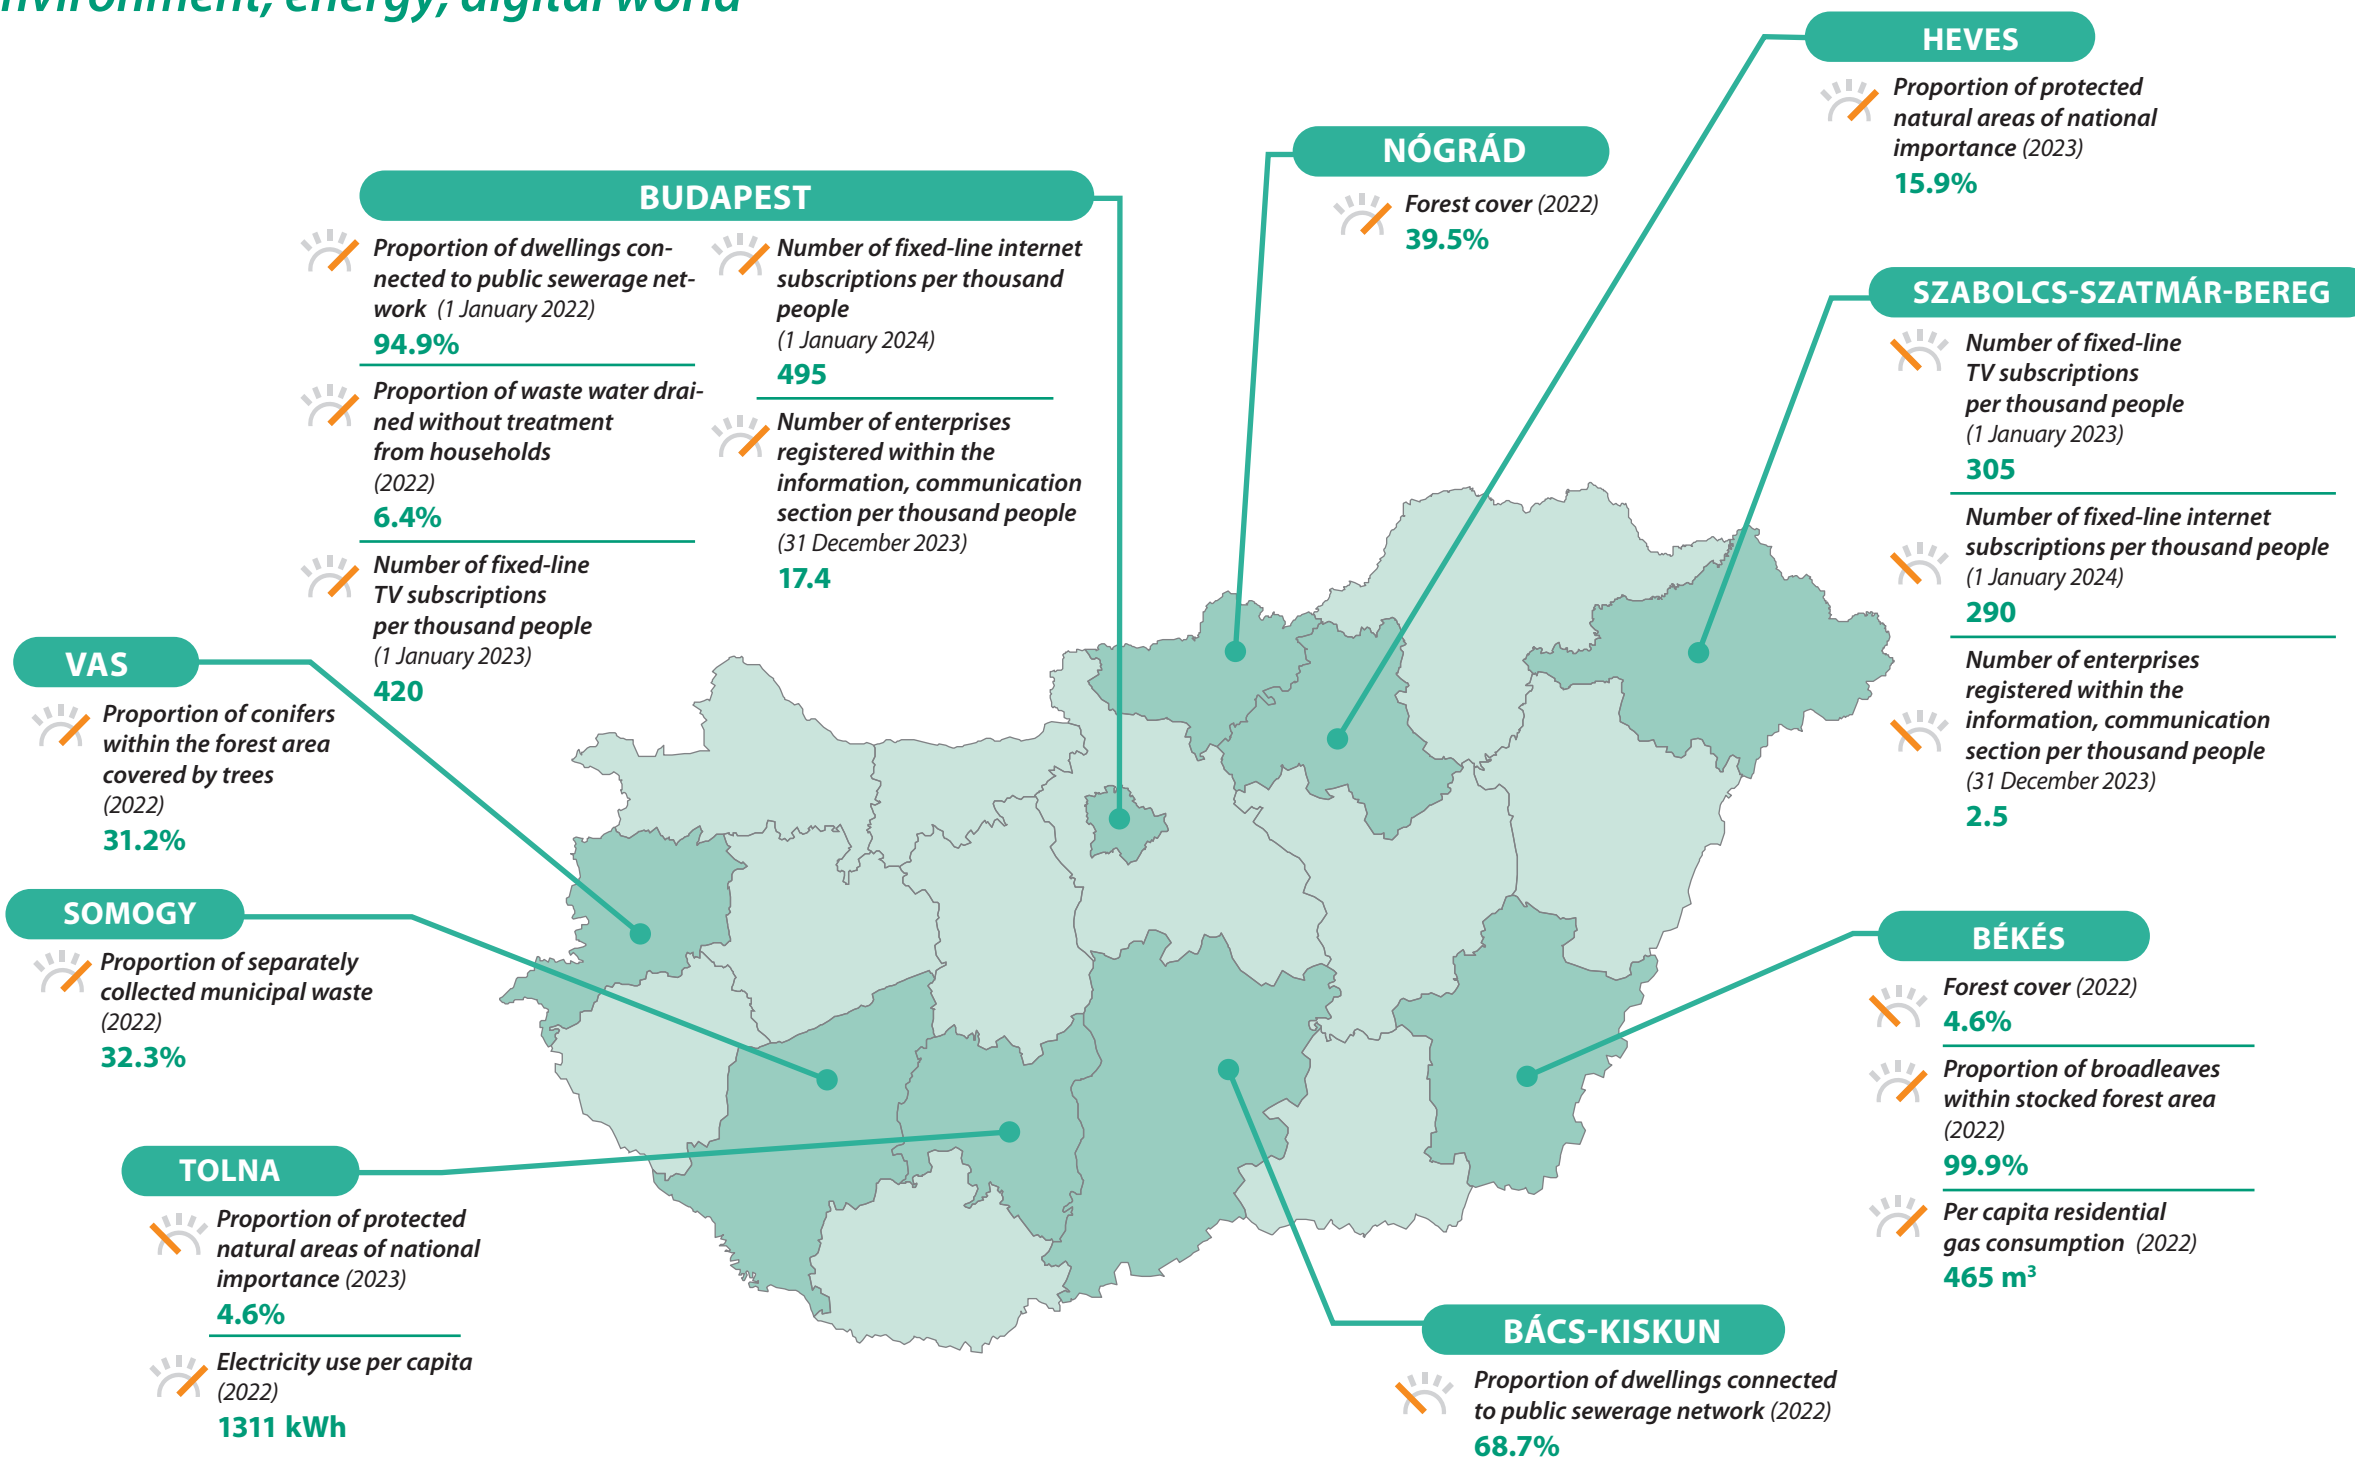 nvironment, energy, digital world
HEVES
Proportion of protected
natural areas of national
importance (2023)
15.9%
NÓGRÁD
Forest cover (2022)
39.5%
BUDAPEST
Proportion of dwellings con-
nected to public sewerage net-
work (1 January 2022)
94.9%
Proportion of waste water drai-
ned without treatment
from households
(2022)
6.4%
Number of fixed-line
TV subscriptions
per thousand people
(1 January 2023)
420
Number of fixed-line internet
subscriptions per thousand
people
(1 January 2024)
495
Number of enterprises
registered within the
information, communication
section per thousand people
(31 December 2023)
17.4
SZABOLCS-SZATMÁR-BEREG
Number of fixed-line
TV subscriptions
per thousand people
(1 January 2023)
305
Number of fixed-line internet
subscriptions per thousand people
(1 January 2024)
290
Number of enterprises
registered within the
information, communication
section per thousand people
(31 December 2023)
2.5
VAS
Proportion of conifers
within the forest area
covered by trees
(2022)
31.2%
SOMOGY
Proportion of separately
collected municipal waste
(2022)
32.3%
TOLNA
Proportion of protected
natural areas of national
importance (2023)
4.6%
Electricity use per capita
(2022)
1311 kWh
BÉKÉS
Forest cover (2022)
4.6%
Proportion of broadleaves
within stocked forest area
(2022)
99.9%
Per capita residential
gas consumption (2022)
465 m³
BÁCS-KISKUN
Proportion of dwellings connected
to public sewerage network (2022)
68.7%